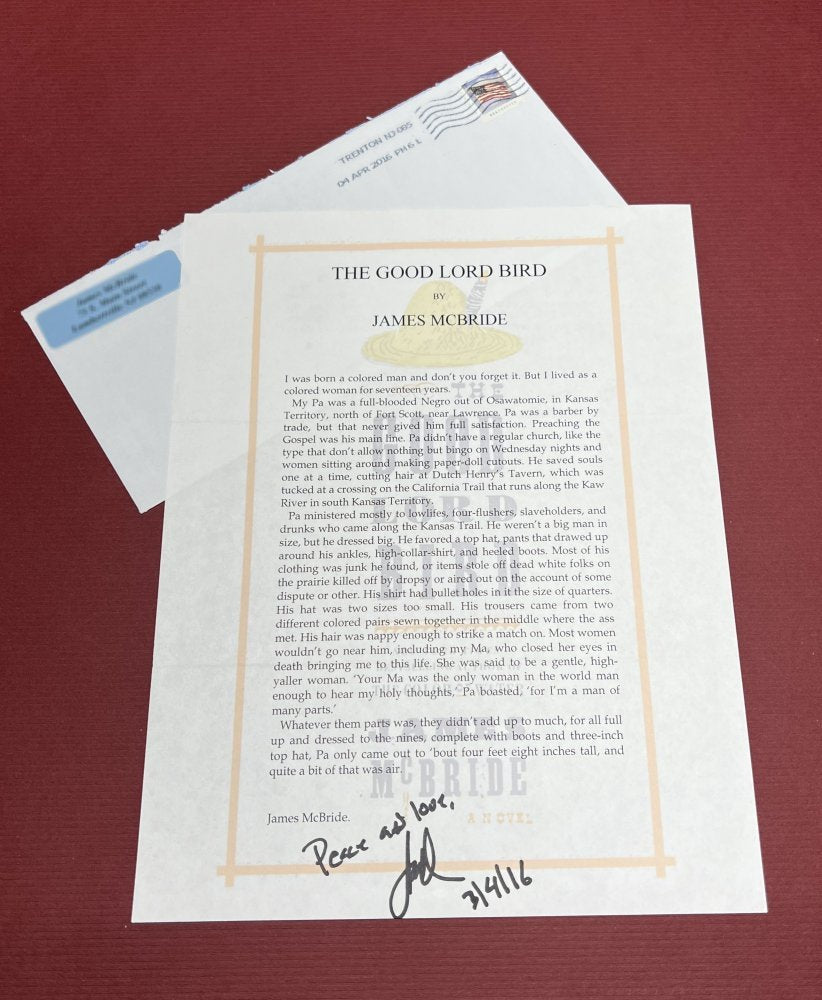 TRENTON NJ 085
04 APR 2016 PM 6 L
THE GOOD LORD BIRD
BY
JAMES MCBRIDE
I was born a colored man and don't you forget it. But I lived as a
colored woman for seventeen years.
My Pa was a full-blooded Negro out of Osawatomie, in Kansas
Territory, north of Fort Scott, near Lawrence. Pa was a barber by
trade, but that never gived him full satisfaction. Preaching the
Gospel was his main line. Pa didn't have a regular church, like the
type that don't allow nothing but bingo on Wednesday nights and
women sitting around making paper-doll cutouts. He saved souls
one at a time, cutting hair at Dutch Henry's Tavern, which was
tucked at a crossing on the California Trail that runs along the Kaw
River in south Kansas Territory.
Pa ministered mostly to lowlifes, four-flushers, slaveholders, and
drunks who came along the Kansas Trail. He weren't a big man in
size, but he dressed big. He favored a top hat, pants that drawed up
around his ankles, high-collar-shirt, and heeled boots. Most of his
clothing was junk he found, or items stole off dead white folks on
the prairie killed off by dropsy or aired out on the account of some
dispute or other. His shirt had bullet holes in it the size of quarters.
His hat was two sizes too small. His trousers came from two
different colored pairs sewn together in the middle where the ass
met. His hair was nappy enough to strike a match on. Most women
wouldn't go near him, including my Ma, who closed her eyes in
death bringing me to this life. She was said to be a gentle, high-
yaller woman. 'Your Ma was the only woman in the world man
enough to hear my holy thoughts,' Pa boasted, 'for I'm a man of
many parts.'
Whatever them parts was, they didn't add up to much, for all full
up and dressed to the nines, complete with boots and three-inch
top hat, Pa only came out to 'bout four feet eight inches tall, and
quite a bit of that was air.
THE
GOOD
LORD
BIRD
JAMES
McBRIDE
A NOVEL
James McBride.
Peace and love,
3/4/16